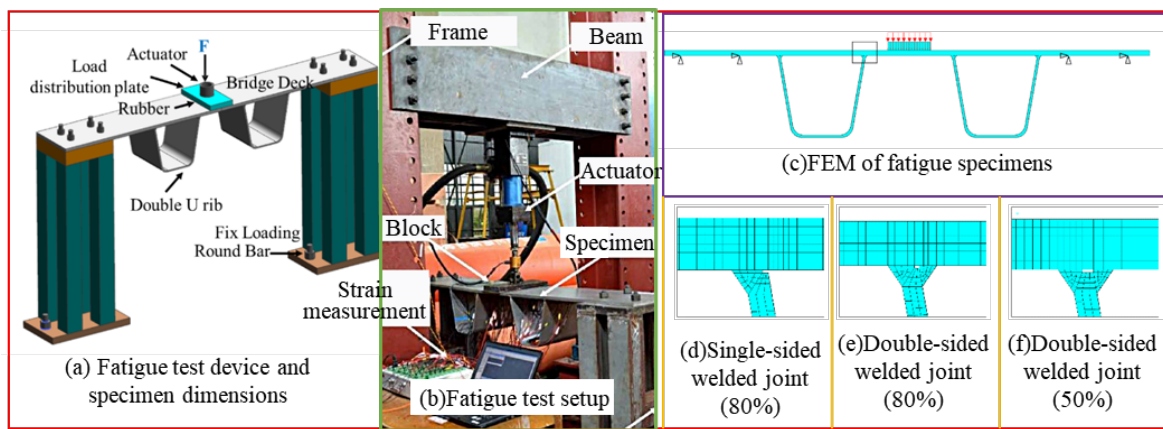 F
Actuator
Load
distribution plate
Bridge Deck
Rubber
Double U rib
Fix Loading
Round Bar
(a) Fatigue test device and
specimen dimensions
Frame
Beam
Actuator
Block
Specimen
Strain
measurement
(b)Fatigue test setup
(c)FEM of fatigue specimens
(d)Single-sided
welded joint
(80%)
(e)Double-sided
welded joint
(80%)
(f)Double-sided
welded joint
(50%)